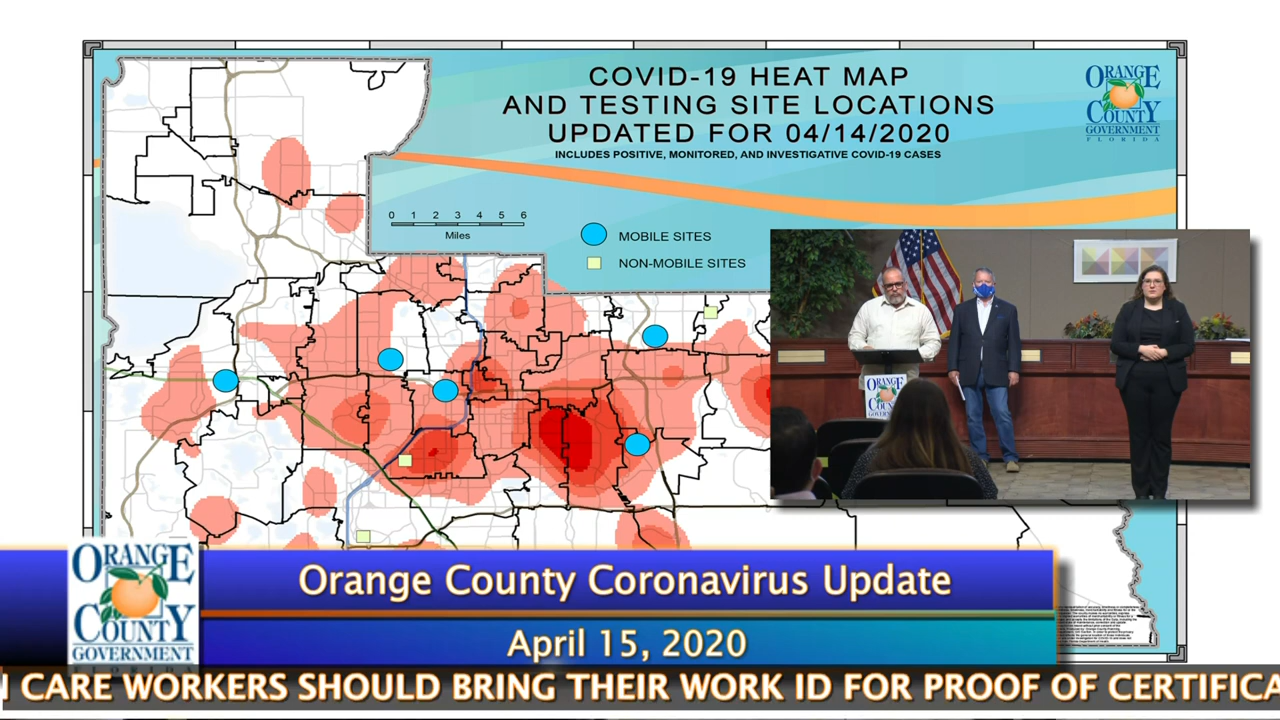 COVID-19 HEAT MAP
AND TESTING SITE LOCATIONS
UPDATED FOR 04/14/2020
INCLUDES POSITIVE, MONITORED, AND INVESTIGATIVE COVID-19 CASES
ORANGE
COUNTY
GOVERNMENT
FLORIDA
0 1 2 3 4 5 6
Miles
MOBILE SITES
NON-MOBILE SITES
ORANGE
COUNTY
GOVERNMENT
FLORIDA
Orange County Coronavirus Update
April 15, 2020
CARE WORKERS SHOULD BRING THEIR WORK ID FOR PROOF OF CERTIFICA